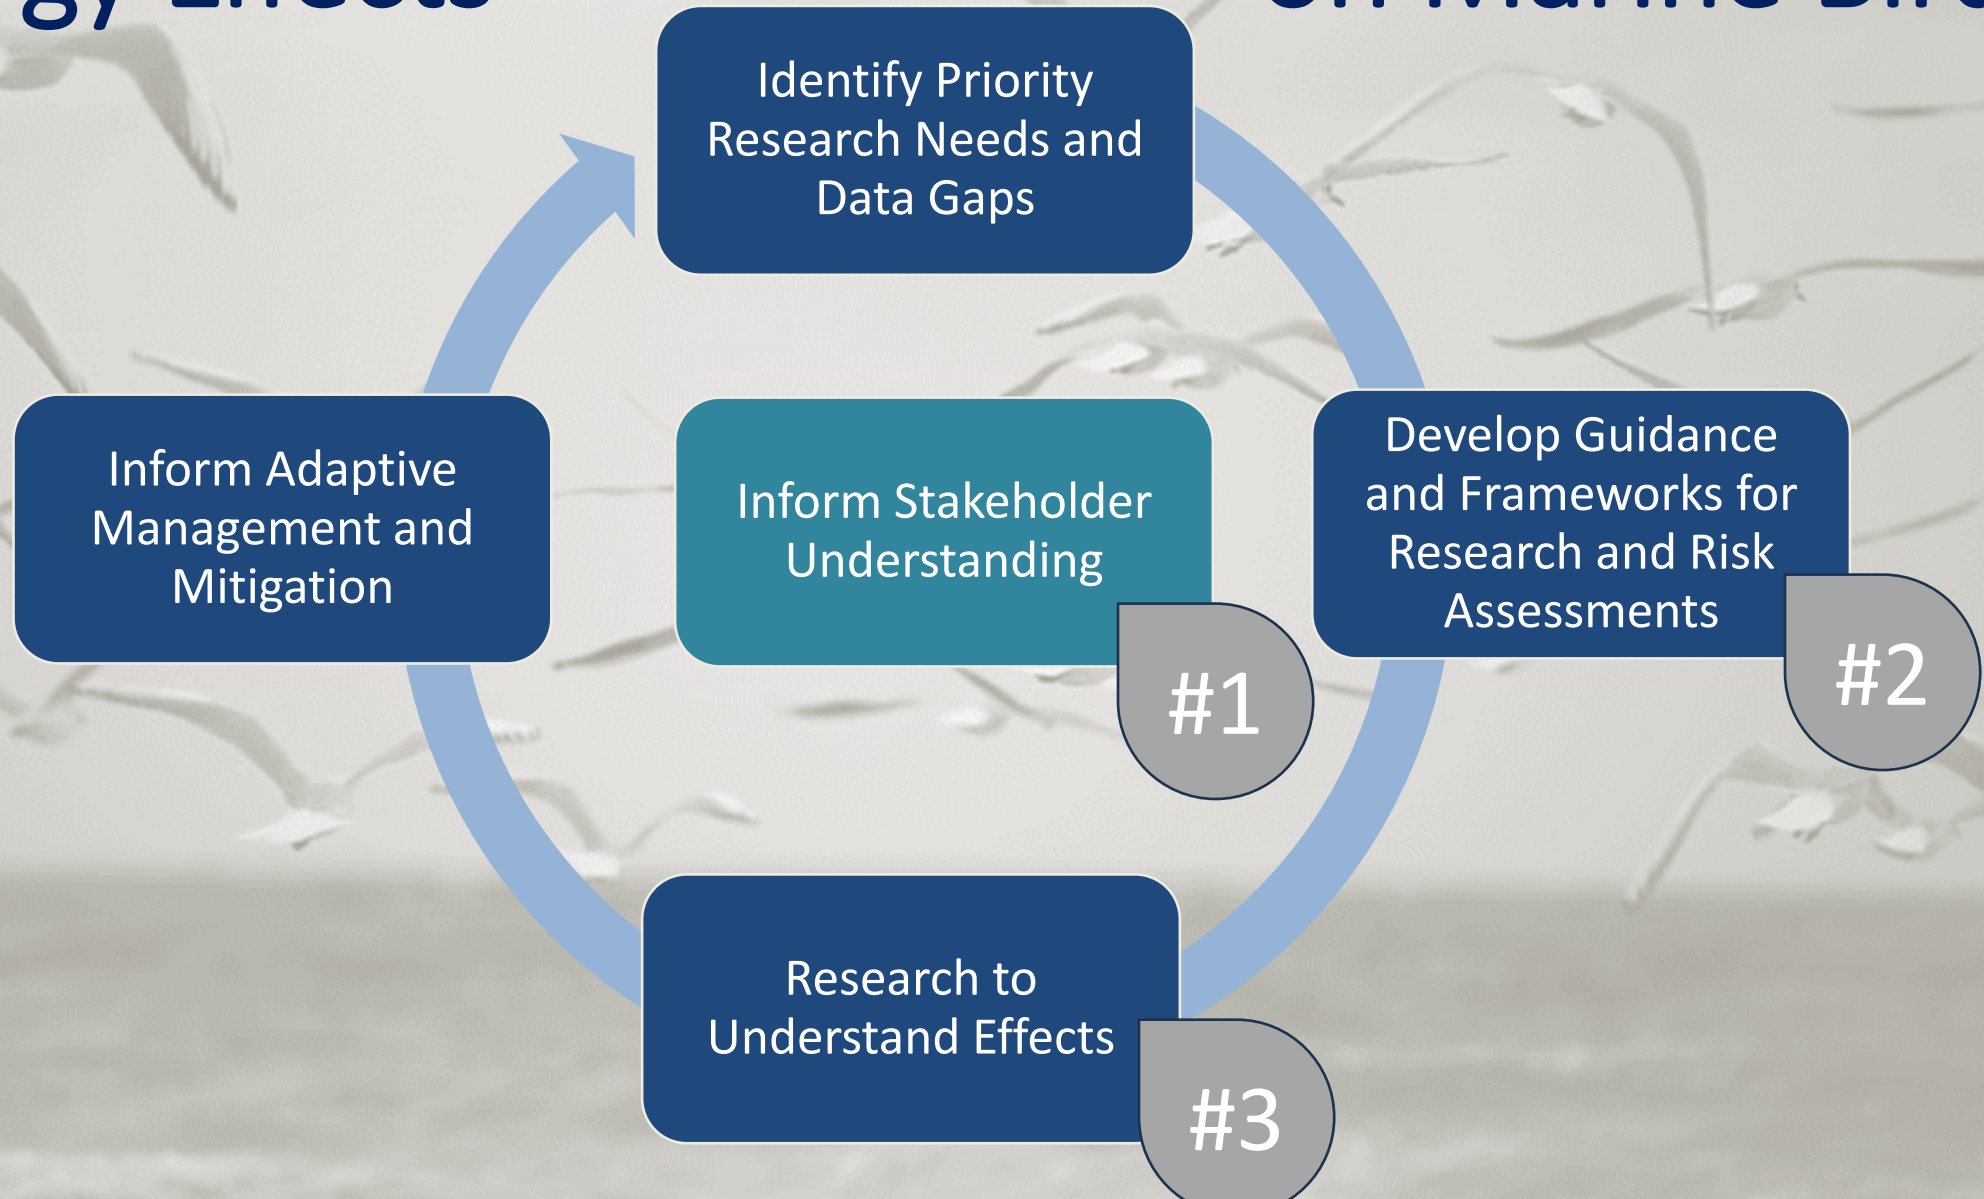 Identify Priority
Research Needs and
Data Gaps
Inform Adaptive
Management and
Mitigation
Inform Stakeholder
Understanding
#1
Develop Guidance
and Frameworks for
Research and Risk
Assessments
#2
Research to
Understand Effects
#3